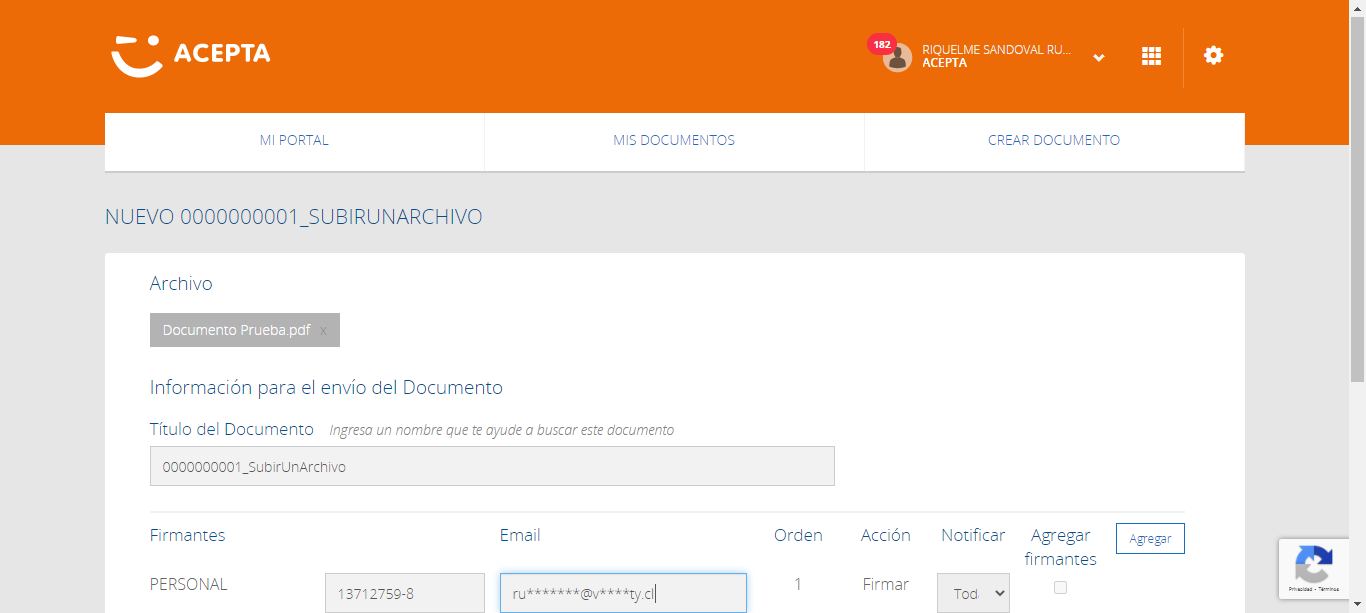 ACEPTA
182
RIQUELME SANDOVAL RU...
ACEPTA
MI PORTAL
MIS DOCUMENTOS
CREAR DOCUMENTO
NUEVO 0000000001_SUBIRUNARCHIVO
Archivo
Documento Prueba.pdf x
Información para el envío del Documento
Título del Documento Ingresa un nombre que te ayude a buscar este documento
0000000001_SubirUnArchivo
Firmantes Email Orden Acción Notificar Agregar firmantes Agregar
PERSONAL 13712759-8 ru*******@v****ty.cl 1 Firmar Tod
Privacidad - Términos